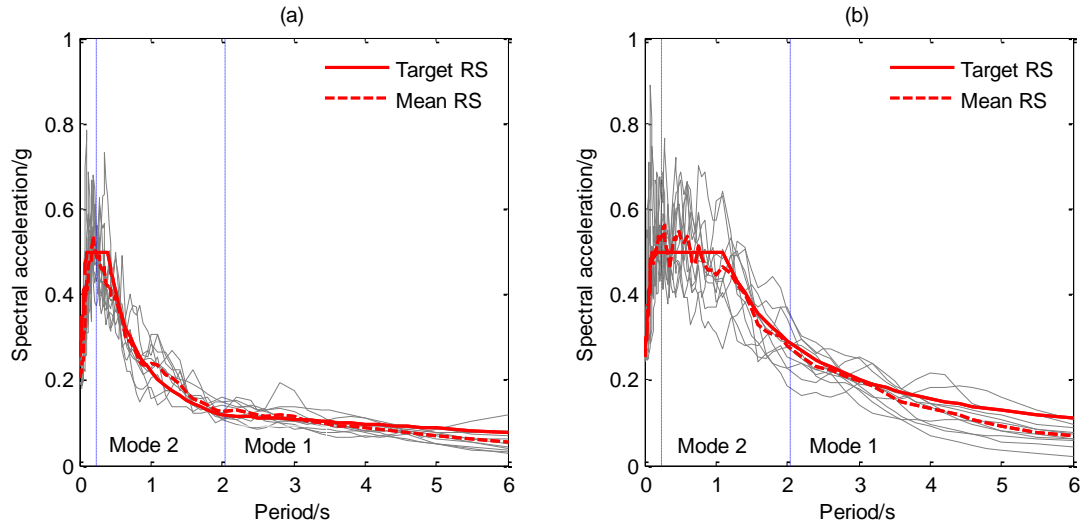 (a)
1
0.8
0.6
0.4
0.2
0
Spectral acceleration/g
Target RS
Mean RS
Mode 2
Mode 1
0 1 2 3 4 5 6
Period/s
(b)
1
0.8
0.6
0.4
0.2
0
Spectral acceleration/g
Target RS
Mean RS
Mode 2
Mode 1
0 1 2 3 4 5 6
Period/s